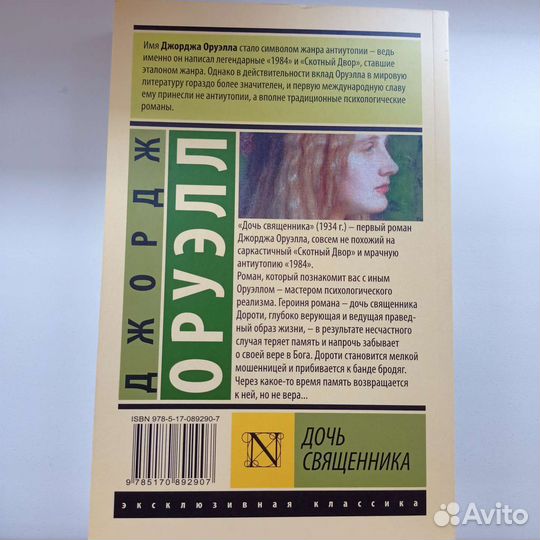 Имя Джорджа Оруэлла стало символом жанра антиутопии – ведь
именно он написал легендарные «1984» и «Скотный Двор», ставшие
эталоном жанра. Однако в действительности вклад Оруэлла в мировую
литературу гораздо более значителен, и первую международную славу
ему принесли не антиутопии, а вполне традиционные психологические
романы.
ДЖОРДЖ
ОРУЭЛЛ
«Дочь священника» (1934 г.) – первый роман
Джорджа Оруэлла, совсем не похожий на
саркастичный «Скотный Двор» и мрачную
антиутопию «1984».
Роман, который познакомит вас с иным
Оруэллом – мастером психологического
реализма. Героиня романа – дочь священника
Дороти, глубоко верующая и ведущая правед-
ный образ жизни, – в результате несчастного
случая теряет память и напрочь забывает
о своей вере в Бога. Дороти становится мелкой
мошенницей и прибивается к банде бродяг.
Через какое-то время память возвращается
к ней, но не вера...
ISBN 978-5-17-089290-7
9 785170 892907
N
ДОЧЬ
СВЯЩЕННИКА
эксклюзивная классика
Avito